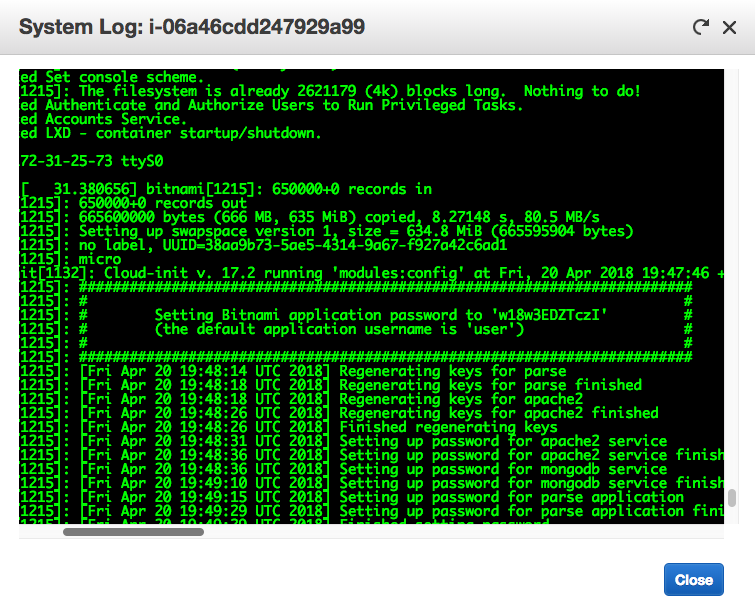 System Log: i-06a46cdd247929a99
ed Set console scheme.
[1215]: The filesystem is already 2621179 (4k) blocks long.  Nothing to do!
ed Authenticate and Authorize Users to Run Privileged Tasks.
ed Accounts Service.
ed LXD - container startup/shutdown.
72-31-25-73 ttyS0
[   31.380656] bitnami[1215]: 650000+0 records in
1215]: 650000+0 records out
1215]: 665600000 bytes (666 MB, 635 MiB) copied, 8.27148 s, 80.5 MB/s
1215]: Setting up swapspace version 1, size = 634.8 MiB (665595904 bytes)
1215]: no label, UUID=38aa9b73-5ae5-4314-9a67-f927a42c6ad1
1215]: micro
it[1132]: Cloud-init v. 17.2 running 'modules:config' at Fri, 20 Apr 2018 19:47:46 +
1215]: #########################################################################
1215]: #                                                                       #
1215]: #        Setting Bitnami application password to 'w18w3EDZTczI'         #
1215]: #        (the default application username is 'user')                   #
1215]: #                                                                       #
1215]: #########################################################################
1215]: [Fri Apr 20 19:48:14 UTC 2018] Regenerating keys for parse
1215]: [Fri Apr 20 19:48:18 UTC 2018] Regenerating keys for parse finished
1215]: [Fri Apr 20 19:48:18 UTC 2018] Regenerating keys for apache2
1215]: [Fri Apr 20 19:48:26 UTC 2018] Regenerating keys for apache2 finished
1215]: [Fri Apr 20 19:48:26 UTC 2018] Finished regenerating keys
1215]: [Fri Apr 20 19:48:31 UTC 2018] Setting up password for apache2 service
1215]: [Fri Apr 20 19:48:36 UTC 2018] Setting up password for apache2 service finish
1215]: [Fri Apr 20 19:48:36 UTC 2018] Setting up password for mongodb service
1215]: [Fri Apr 20 19:49:10 UTC 2018] Setting up password for mongodb service finish
1215]: [Fri Apr 20 19:49:15 UTC 2018] Setting up password for parse application
1215]: [Fri Apr 20 19:49:29 UTC 2018] Setting up password for parse application fini
1215]: [Fri Apr 20 19:49:29 UTC 2018] Finished setting password
Close